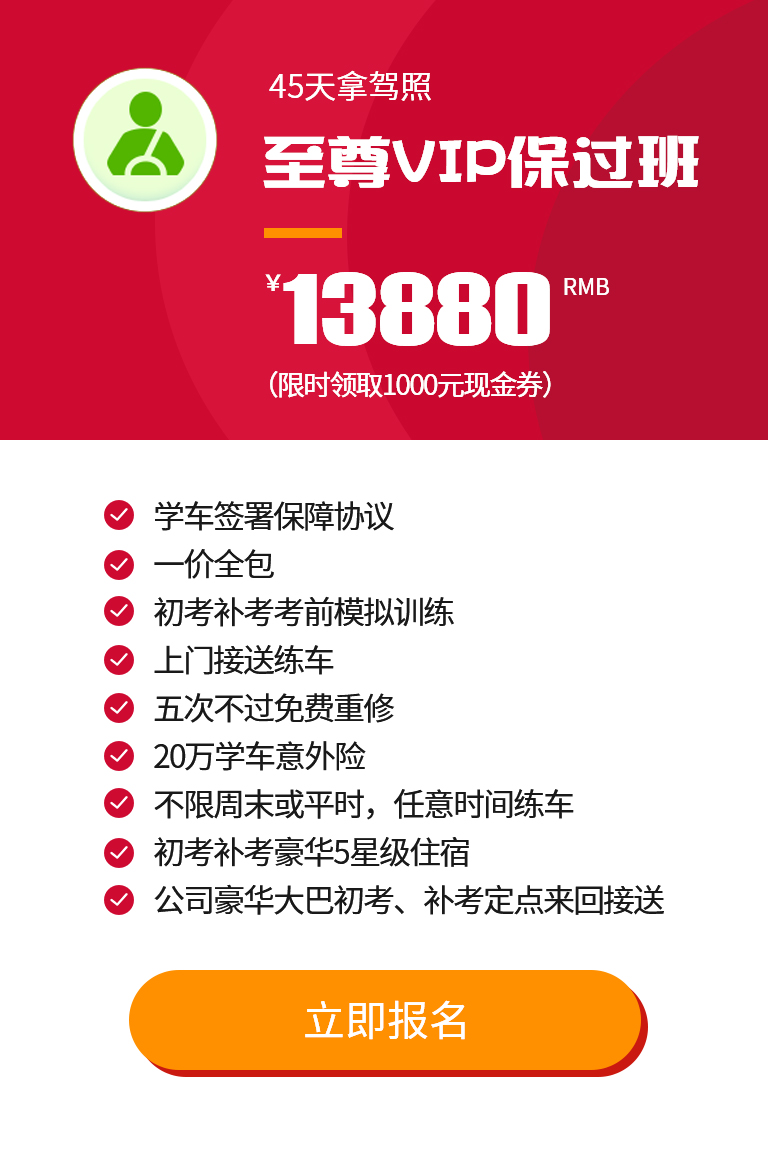 45天拿驾照
至尊VIP保过班
¥13880 RMB
（限时领取1000元现金券）
学车签署保障协议
一价全包
初考补考考前模拟训练
上门接送练车
五次不过免费重修
20万学车意外险
不限周末或平时，任意时间练车
初考补考豪华5星级住宿
公司豪华大巴初考、补考定点来回接送
立即报名